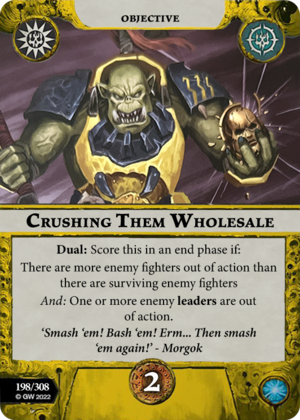 OBJECTIVE
CRUSHING THEM WHOLESALE
Dual: Score this in an end phase if:
There are more enemy fighters out of action than
there are surviving enemy fighters
And: One or more enemy leaders are out
of action.
‘Smash ‘em! Bash ‘em! Erm... Then smash
‘em again!’ - Morgok
198/308
© GW 2022
2